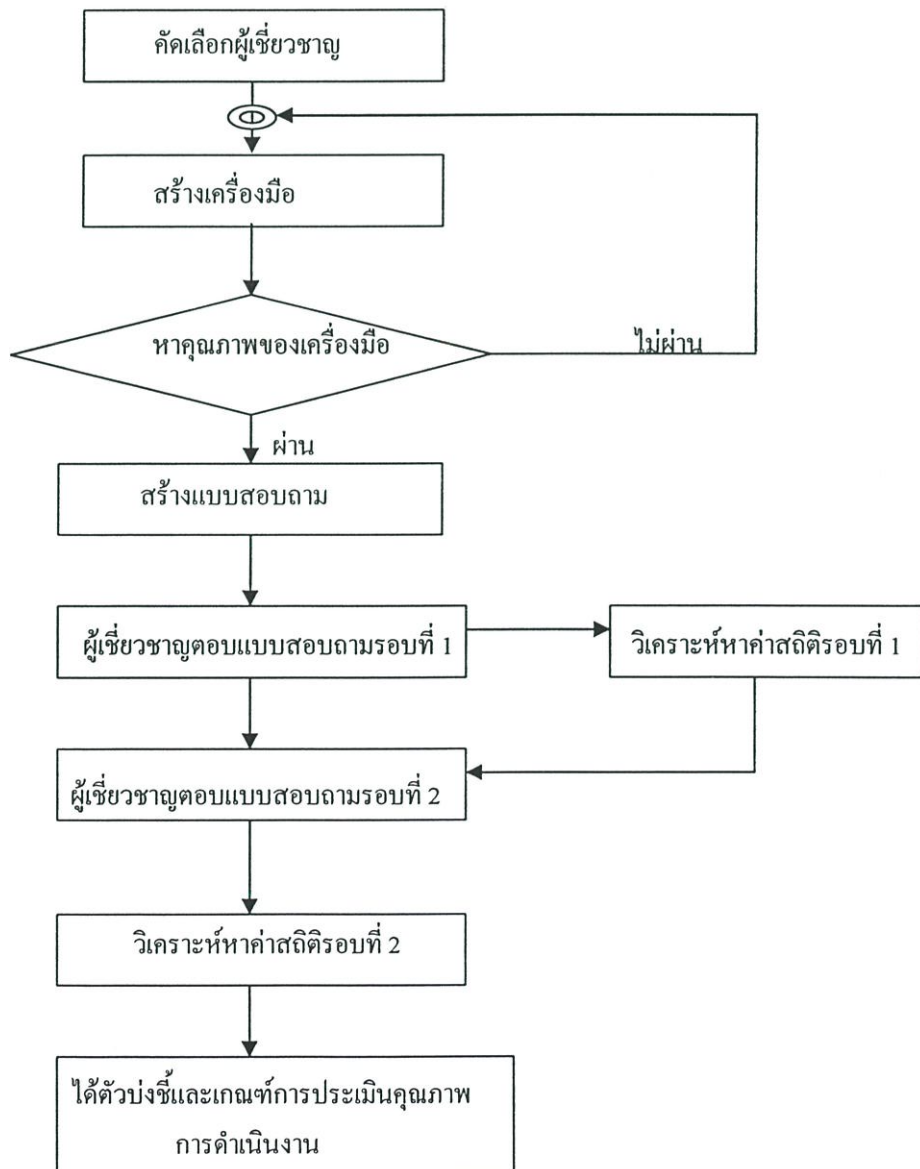 คัดเลือกผู้เชี่ยวชาญ
สร้างเครื่องมือ
หาคุณภาพของเครื่องมือ
ไม่ผ่าน
ผ่าน
สร้างแบบสอบถาม
ผู้เชี่ยวชาญตอบแบบสอบถามรอบที่ 1
วิเคราะห์หาค่าสถิติรอบที่ 1
ผู้เชี่ยวชาญตอบแบบสอบถามรอบที่ 2
วิเคราะห์หาค่าสถิติรอบที่ 2
ได้ตัวบ่งชี้และเกณฑ์การประเมินคุณภาพ
การดำเนินงาน